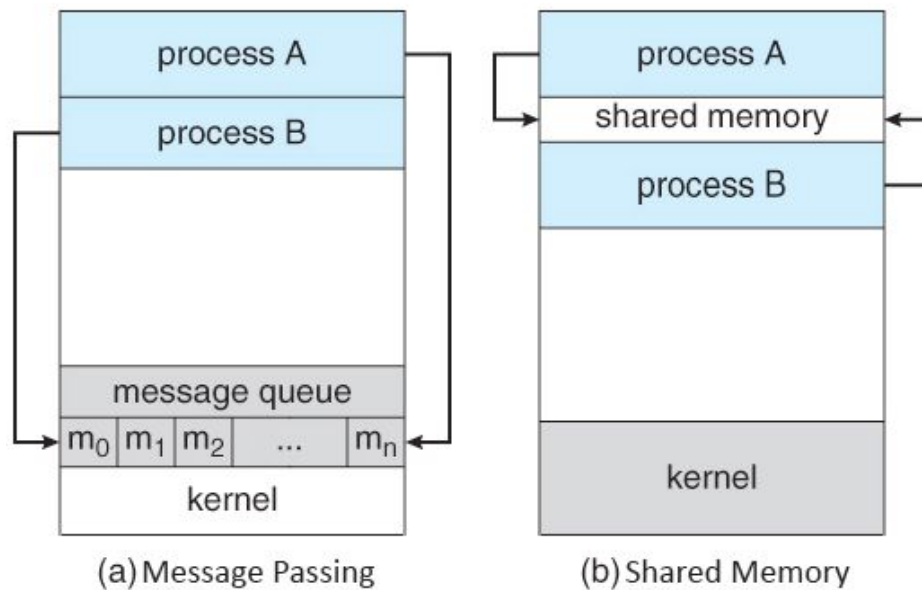 process A
process B
message queue
m0 m1 m2 ... mn
kernel
(a) Message Passing
process A
shared memory
process B
kernel
(b) Shared Memory